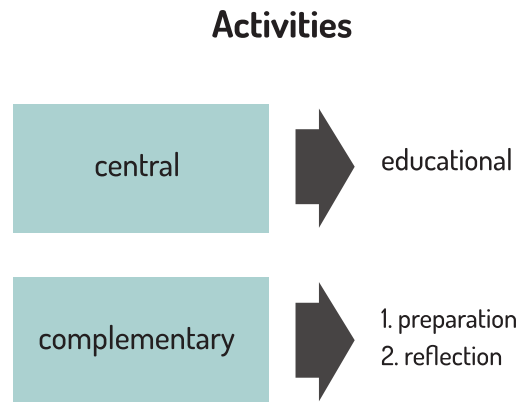 Activities
central
educational
complementary
1. preparation
2. reflection